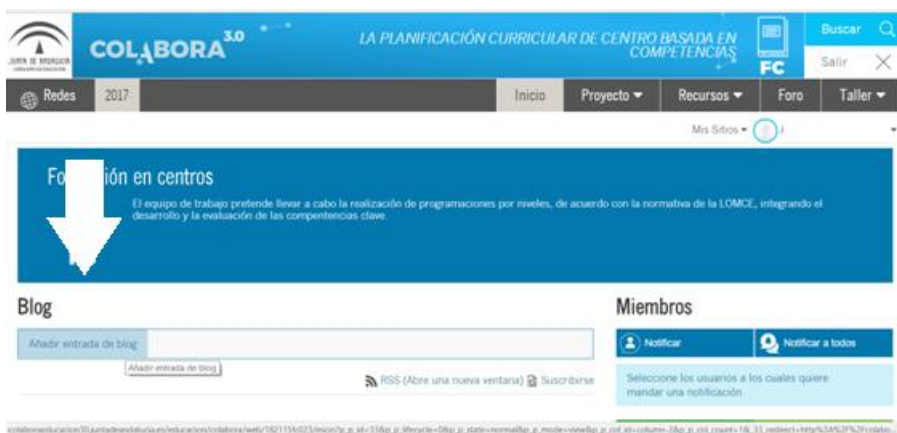 JUNTA DE ANDALUCIA
COLABORA 3.0
LA PLANIFICACIÓN CURRICULAR DE CENTRO BASADA EN
COMPETENCIAS
FC
Buscar
Salir
Redes 2017 Inicio Proyecto Recursos Foro Taller
Mis Sitios
ión en centros
El equipo de trabajo pretende llevar a cabo la realización de programaciones por niveles, de acuerdo con la normativa de la LOMCE, integrando el
desarrollo y la evaluación de las compentencias clave.
Blog
Miembros
Añadir entrada de blog
Notificar
Notificar a todos
Añadir entrada de blog
RSS (Abre una nueva ventana) Suscribirse
Seleccione los usuarios a los cuales quiere
mandar una notificación